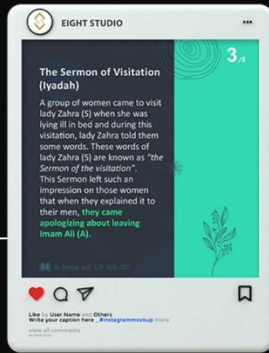 EIGHT STUDIO
3/5
The Sermon of Visitation
(Iyadah)
A group of women came to visit
lady Zahra (S) when she was
lying ill in bed and during this
visitation, lady Zahra told them
some words. These words of
lady Zahra (S) are known as "the
Sermon of the visitation".
This Sermon left such an
impression on those women
that when they explained it to
their men, they came
apologizing about leaving
Imam Ali (A).
Like by User Name and Others
Write your caption here _#instagrammockup more
view all comments